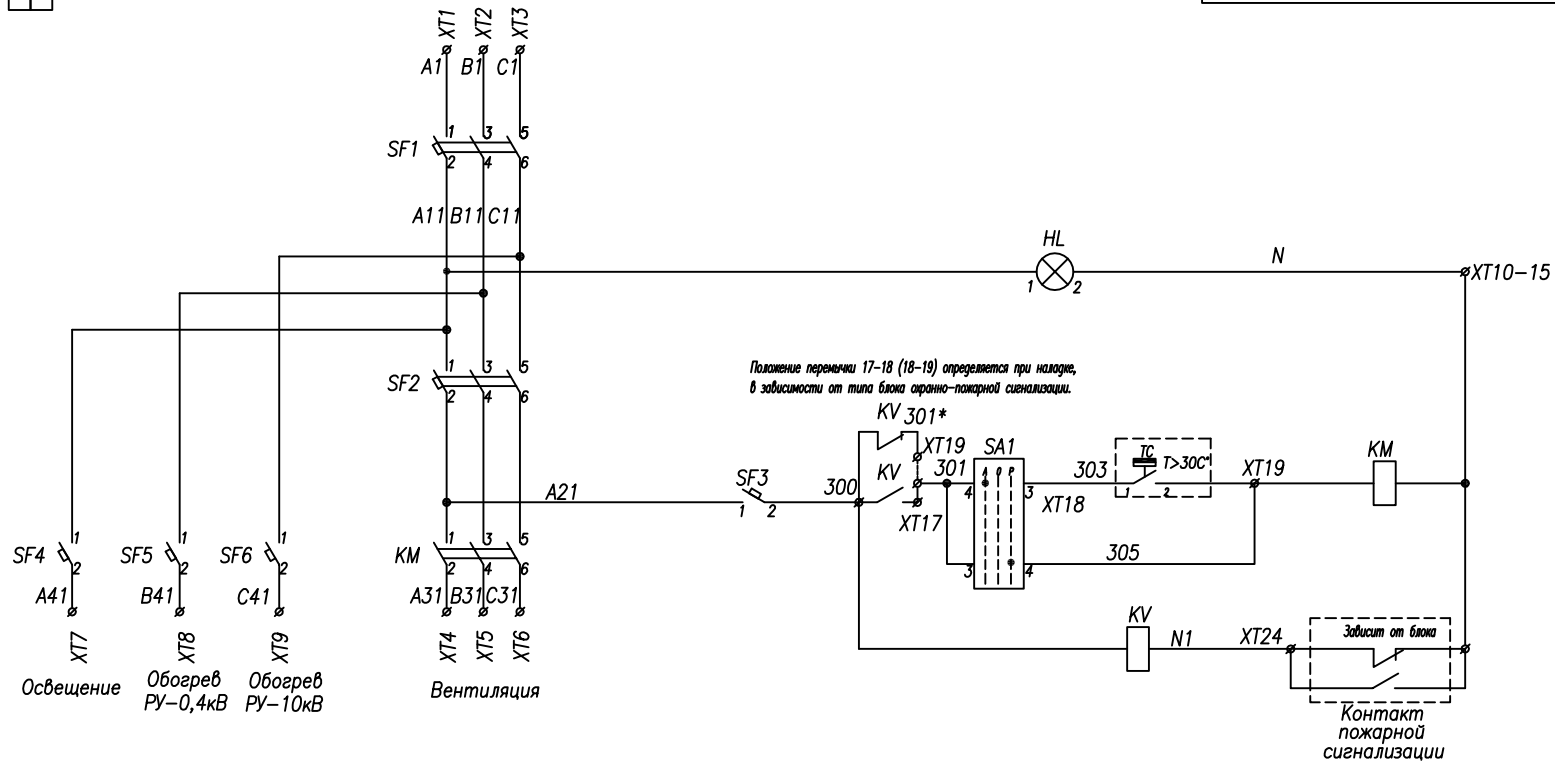 XT1 XT2 XT3
A1 B1 C1
1 3 5
SF1
2 4 6
A11 B11 C11
HL
N
1 2
XT10-15
1 3 5
SF2
2 4 6
Положение перемычки 17-18 (18-19) определяется при наладке,
в зависимости от типа блока охранно-пожарной сигнализации.
KV 301*
XT19 SA1
KV 301
Л О Р
4 3
303
TC
T>30C°
1 2
XT19
KM
SF3
A21
1 2
300
XT17
XT18
305
3 4
1 3 5
KM
2 4 6
A31 B31 C31
XT4 XT5 XT6
Вентиляция
1
SF4
2
A41
XT7
Освещение
1
SF5
2
B41
XT8
Обогрев
РУ-0,4кВ
1
SF6
2
C41
XT9
Обогрев
РУ-10кВ
KV
N1
XT24
Зависит от блока
Контакт
пожарной
сигнализации